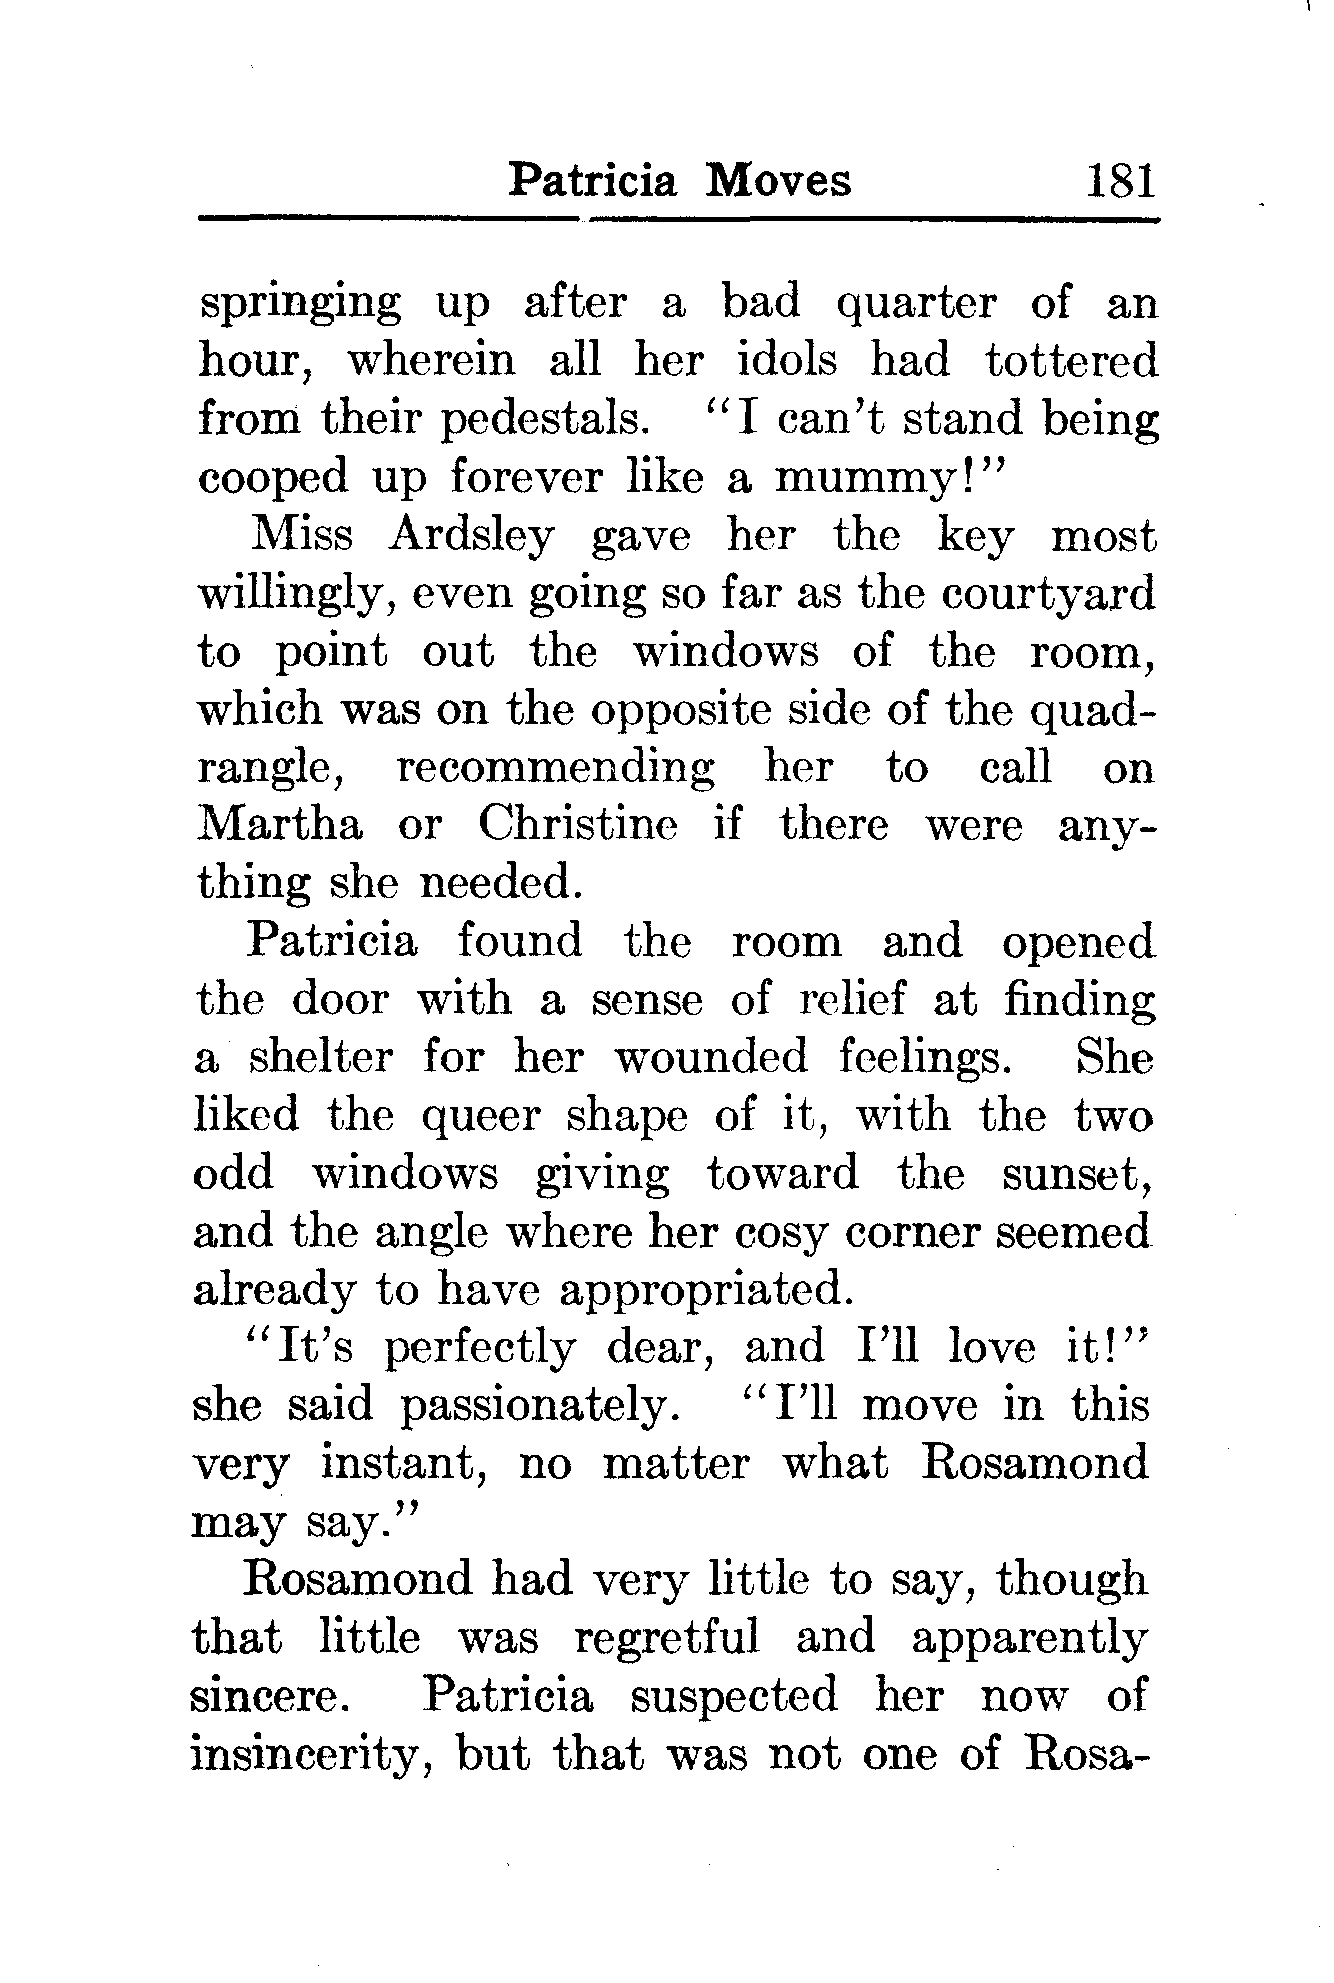 Patricia Moves 181
springing up after a bad quarter of an
hour, wherein all her idols had tottered
from their pedestals. "I can't stand being
cooped up forever like a mummy!"
Miss Ardsley gave her the key most
willingly, even going so far as the courtyard
to point out the windows of the room,
which was on the opposite side of the quad-
rangle, recommending her to call on
Martha or Christine if there were any-
thing she needed.
Patricia found the room and opened
the door with a sense of relief at finding
a shelter for her wounded feelings. She
liked the queer shape of it, with the two
odd windows giving toward the sunset,
and the angle where her cosy corner seemed
already to have appropriated.
"It's perfectly dear, and I'll love it!"
she said passionately. "I'll move in this
very instant, no matter what Rosamond
may say."
Rosamond had very little to say, though
that little was regretful and apparently
sincere. Patricia suspected her now of
insincerity, but that was not one of Rosa-